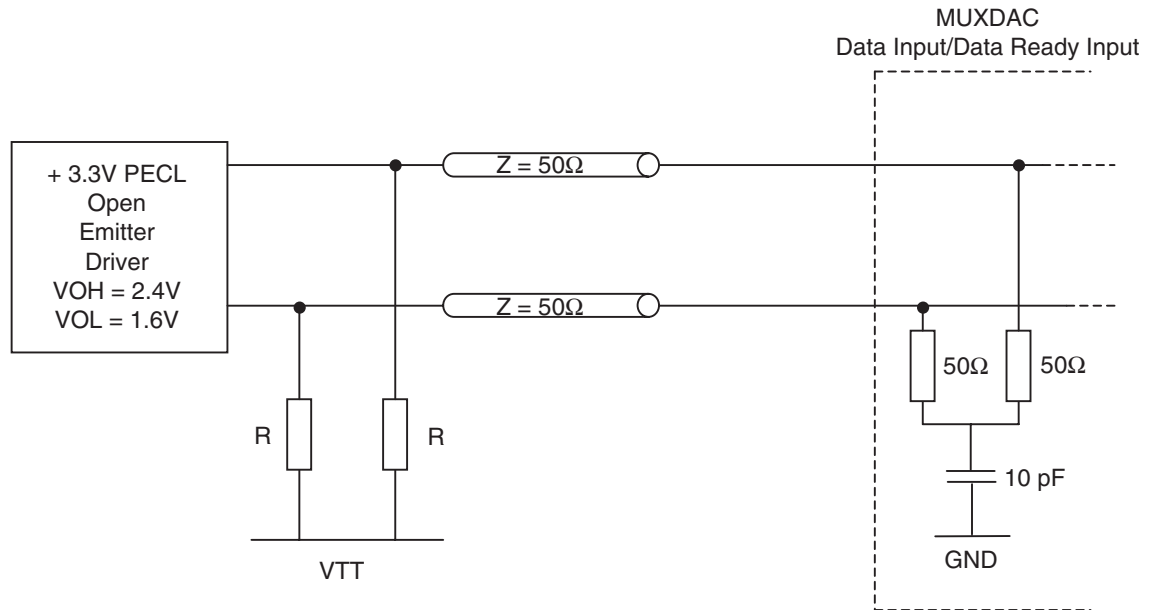 MUXDAC
Data Input/Data Ready Input
+ 3.3V PECL
Open
Emitter
Driver
VOH = 2.4V
VOL = 1.6V
Z = 50Ω
Z = 50Ω
R
R
VTT
50Ω
50Ω
10 pF
GND